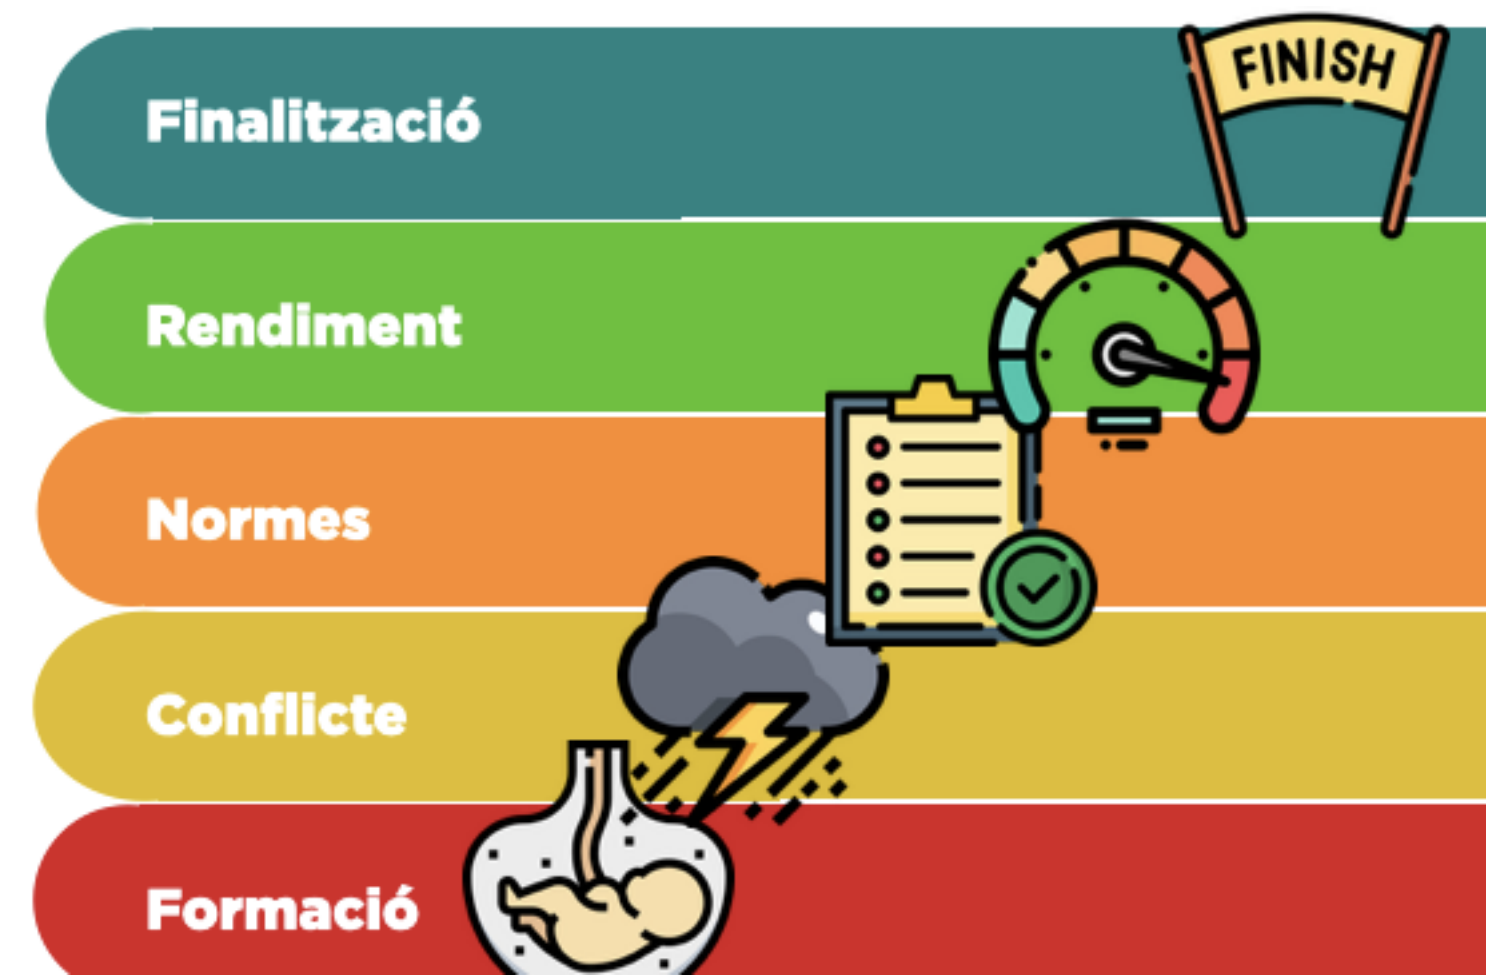 FINISH
Finalització
Rendiment
Normes
Conflicte
Formació